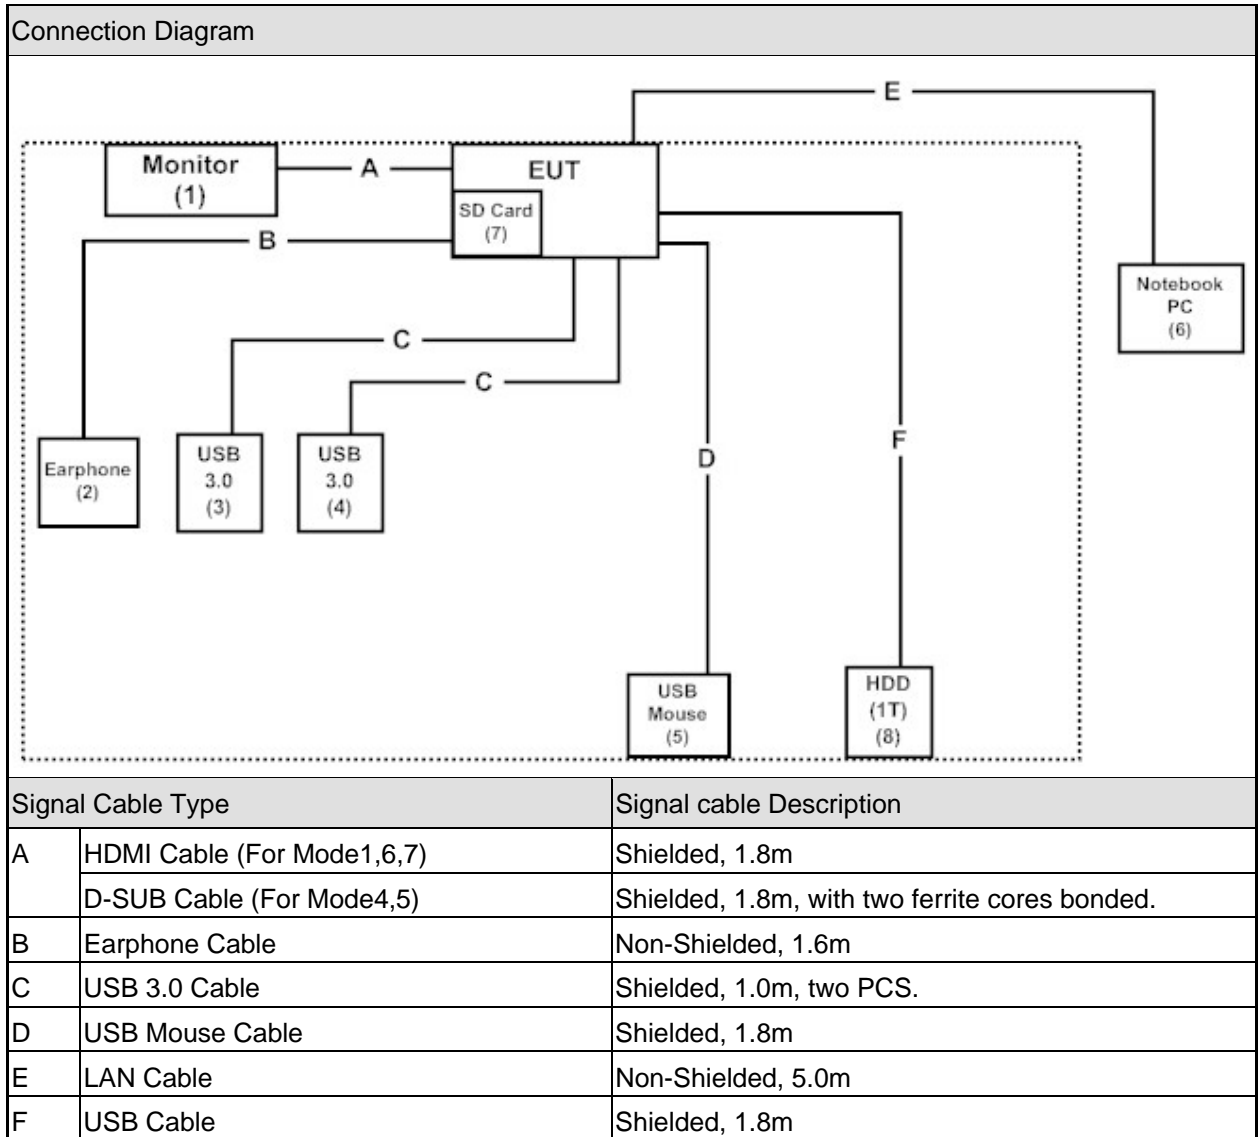 Connection Diagram
E
Monitor
(1)
A
EUT
SD Card
(7)
B
Notebook
PC
(6)
C
C
Earphone
(2)
USB
3.0
(3)
USB
3.0
(4)
D
F
USB
Mouse
(5)
HDD
(1T)
(8)
Signal Cable Type Signal cable Description
A HDMI Cable (For Mode1,6,7) Shielded, 1.8m
D-SUB Cable (For Mode4,5) Shielded, 1.8m, with two ferrite cores bonded.
B Earphone Cable Non-Shielded, 1.6m
C USB 3.0 Cable Shielded, 1.0m, two PCS.
D USB Mouse Cable Shielded, 1.8m
E LAN Cable Non-Shielded, 5.0m
F USB Cable Shielded, 1.8m